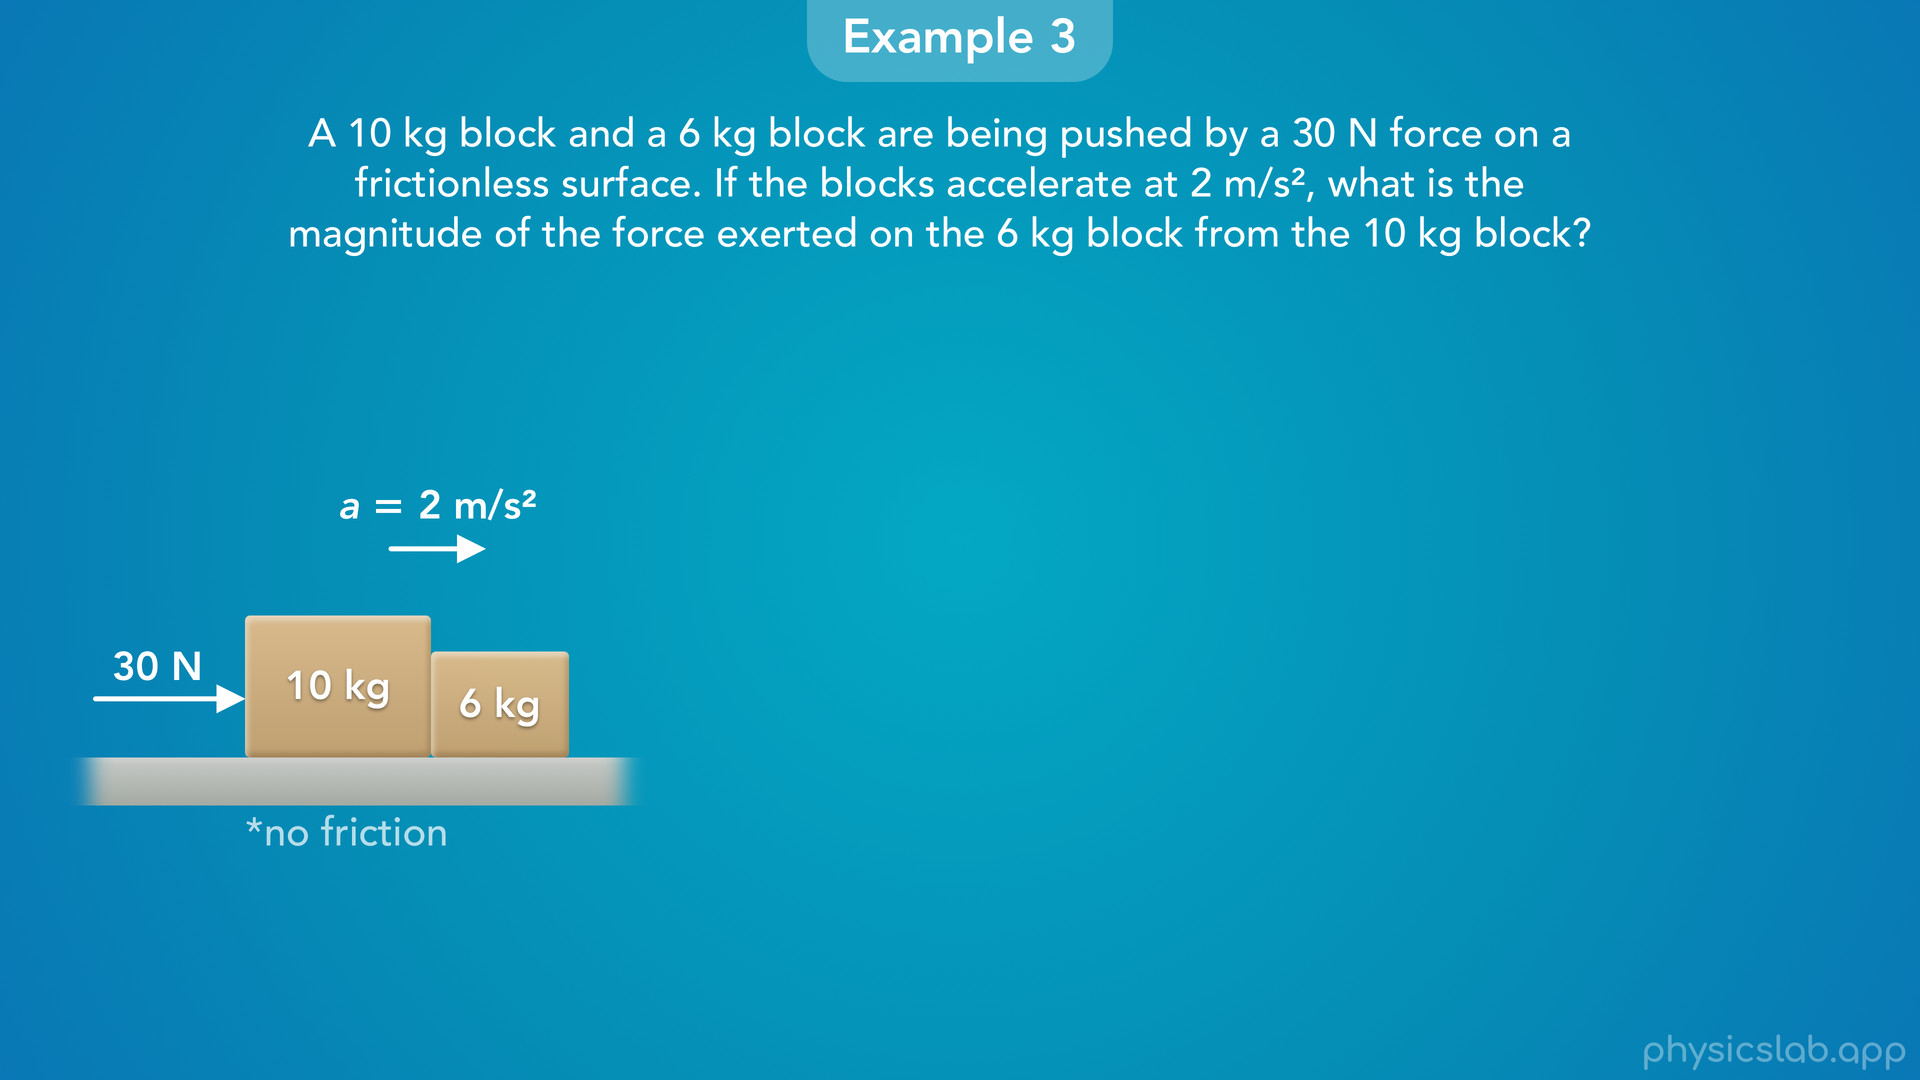 Example 3
A 10 kg block and a 6 kg block are being pushed by a 30 N force on a
frictionless surface. If the blocks accelerate at 2 m/s², what is the
magnitude of the force exerted on the 6 kg block from the 10 kg block?
a = 2 m/s²
30 N
10 kg
6 kg
*no friction
physicslab.app